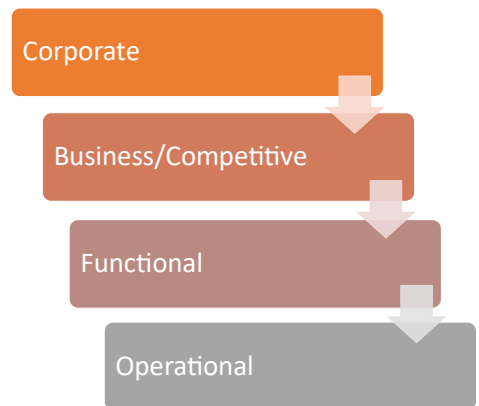 Corporate
Business/Competitive
Functional
Operational